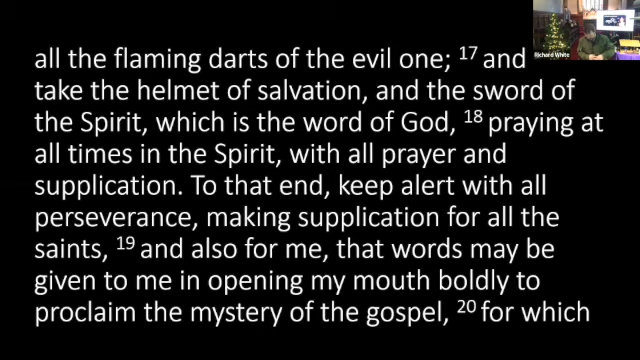 all the flaming darts of the evil one; 17 and
take the helmet of salvation, and the sword of
the Spirit, which is the word of God, 18 praying at
all times in the Spirit, with all prayer and
supplication. To that end, keep alert with all
perseverance, making supplication for all the
saints, 19 and also for me, that words may be
given to me in opening my mouth boldly to
proclaim the mystery of the gospel, 20 for which
Richard White